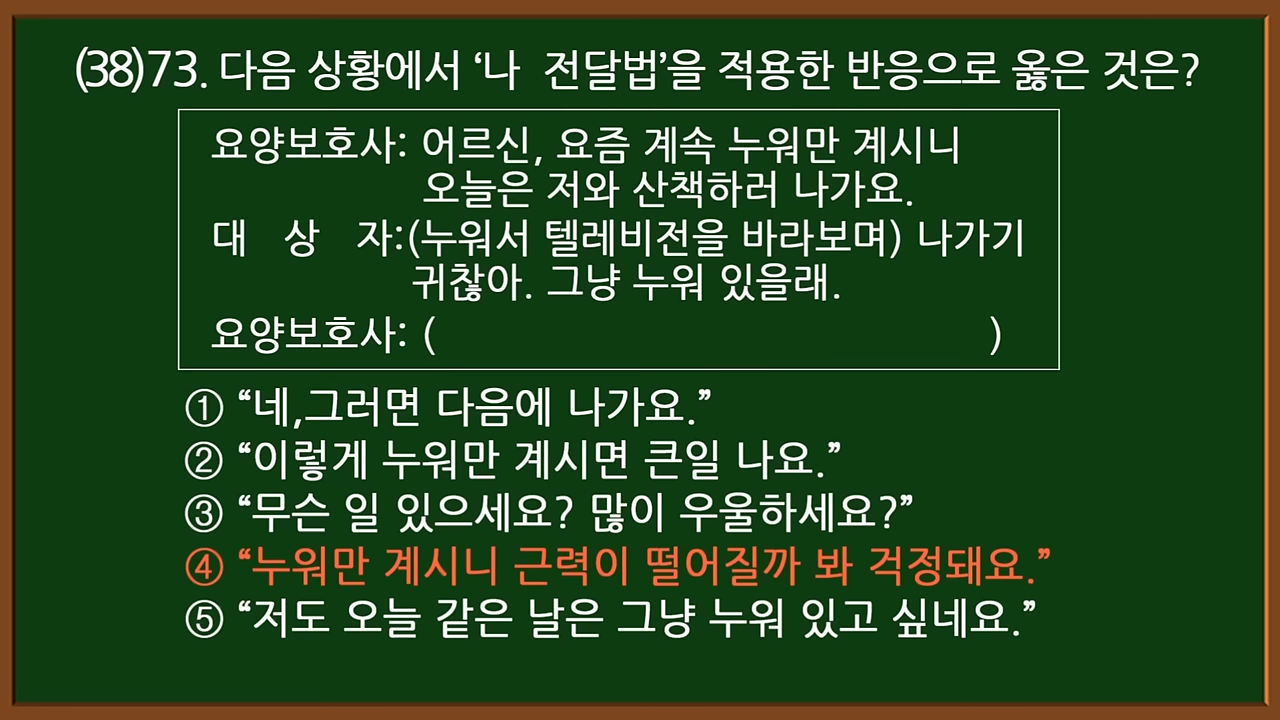 (38)73. 다음 상황에서 ‘나 전달법’을 적용한 반응으로 옳은 것은?
요양보호사: 어르신, 요즘 계속 누워만 계시니
오늘은 저와 산책하러 나가요.
대 상 자:(누워서 텔레비전을 바라보며) 나가기
귀찮아. 그냥 누워 있을래.
요양보호사: ( )
① “네,그러면 다음에 나가요.”
② “이렇게 누워만 계시면 큰일 나요.”
③ “무슨 일 있으세요? 많이 우울하세요?”
④ “누워만 계시니 근력이 떨어질까 봐 걱정돼요.”
⑤ “저도 오늘 같은 날은 그냥 누워 있고 싶네요.”